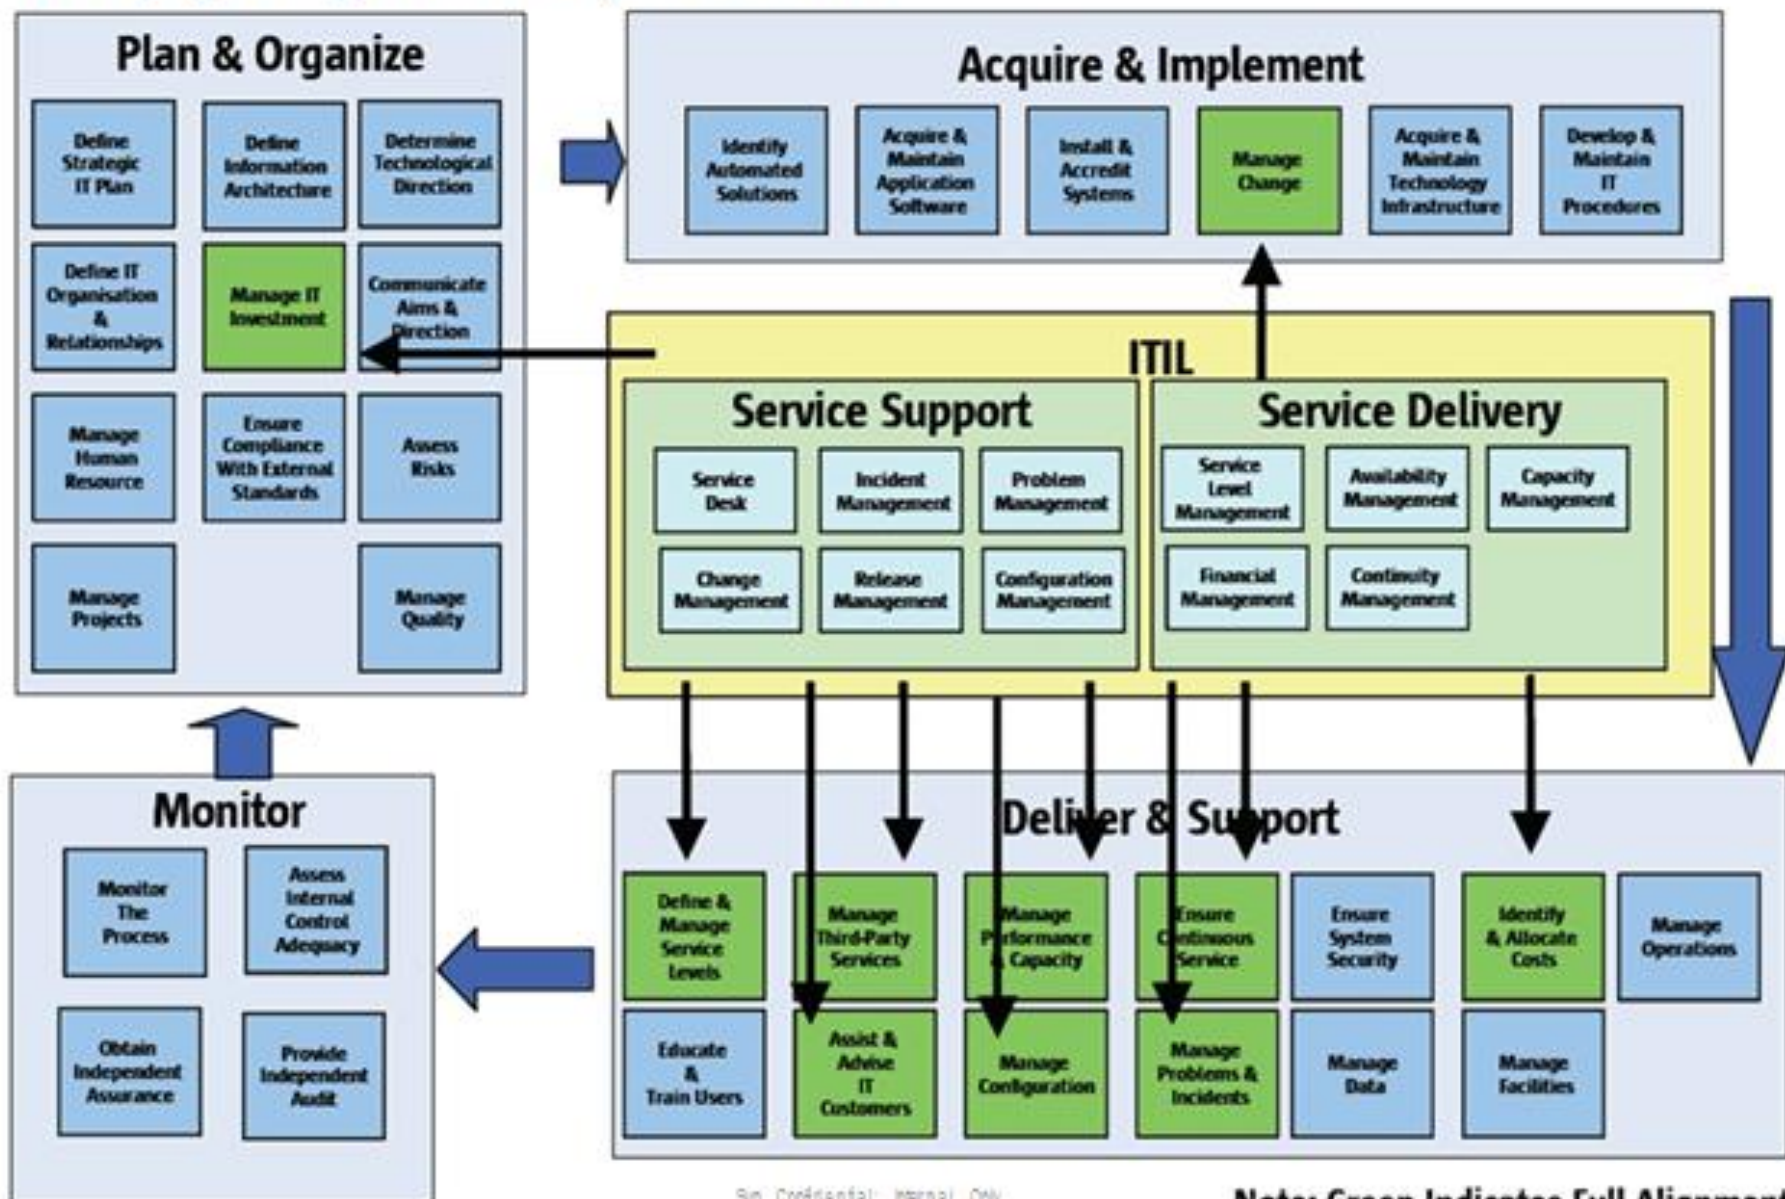 Plan & Organize
Define
Strategic
IT Plan
Define
Information
Architecture
Determine
Technological
Direction
Define IT
Organisation
&
Relationships
Manage IT
Investment
Communicate
Aims &
Direction
Manage
Human
Resource
Ensure
Compliance
With External
Standards
Assess
Risks
Manage
Projects
Manage
Quality
Acquire & Implement
Identify
Automated
Solutions
Acquire &
Maintain
Application
Software
Install &
Accredit
Systems
Manage
Change
Acquire &
Maintain
Technology
Infrastructure
Develop &
Maintain
IT
Procedures
ITIL
Service Support
Service
Desk
Incident
Management
Problem
Management
Change
Management
Release
Management
Configuration
Management
Service Delivery
Service
Level
Management
Availability
Management
Capacity
Management
Financial
Management
Continuity
Management
Monitor
Monitor
The
Process
Assess
Internal
Control
Adequacy
Obtain
Independent
Assurance
Provide
Independent
Audit
Deliver & Support
Define &
Manage
Service
Levels
Manage
Third-Party
Services
Manage
Performance
& Capacity
Ensure
Continuous
Service
Ensure
System
Security
Identify
& Allocate
Costs
Manage
Operations
Educate
&
Train Users
Assist &
Advise
IT
Customers
Manage
Configuration
Manage
Problems &
Incidents
Manage
Data
Manage
Facilities
Sun Confidential: Internal Only
Note: Green Indicates Full Alignment